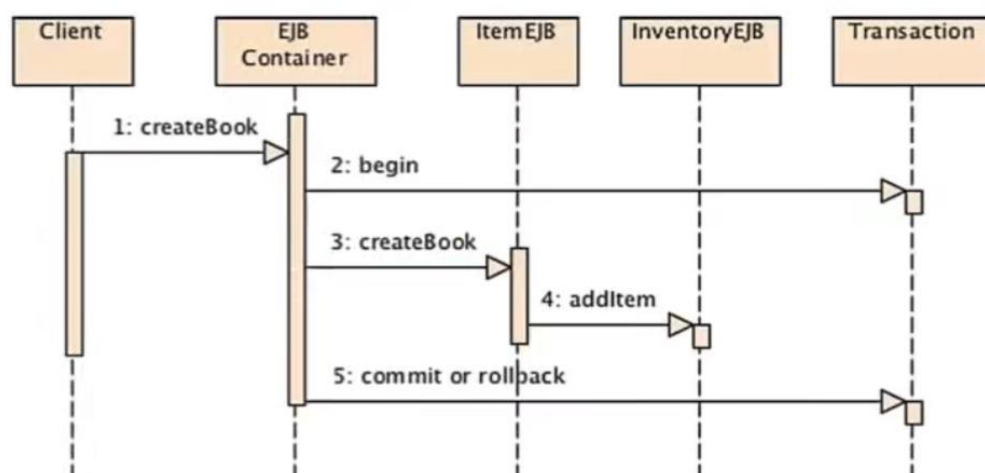 Client
EJB
Container
ItemEJB
InventoryEJB
Transaction
1: createBook
2: begin
3: createBook
4: addItem
5: commit or rollback